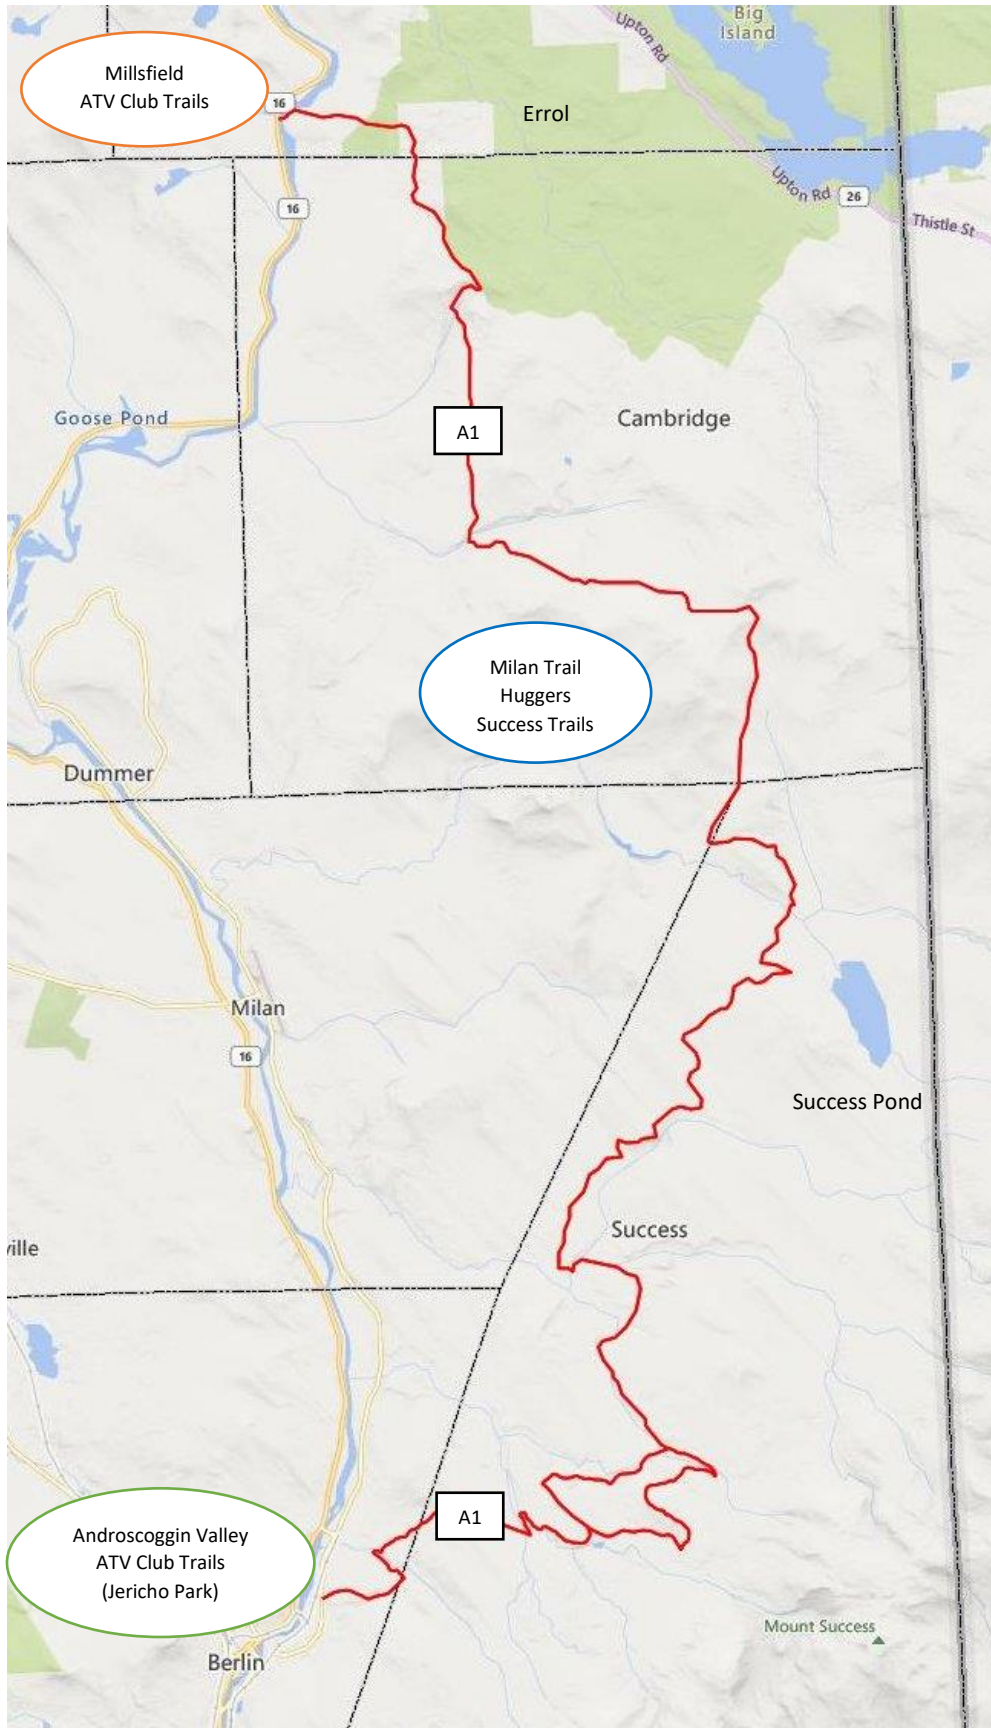 Big
Island
Upton Rd
Millsfield
ATV Club Trails
16
Errol
Upton Rd
26
Thistle St
16
Goose Pond
A1
Cambridge
Milan Trail
Huggers
Success Trails
Dummer
Milan
16
Success Pond
Success
ville
A1
Androscoggin Valley
ATV Club Trails
(Jericho Park)
Mount Success
Berlin